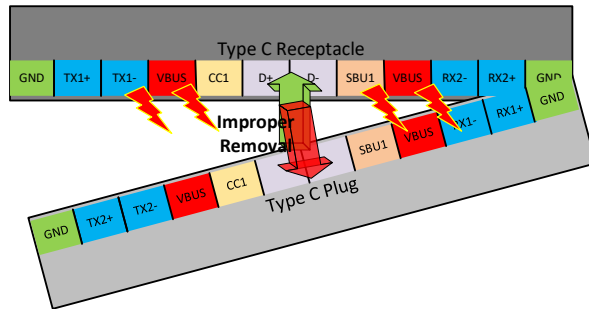 Type C Receptacle
GND TX1+ TX1- VBUS CC1 D+ D- SBU1 VBUS RX2- RX2+ GND
Improper
Removal
GND TX2+ TX2- VBUS CC1 SBU1 VBUS RX1+ GND
Type C Plug